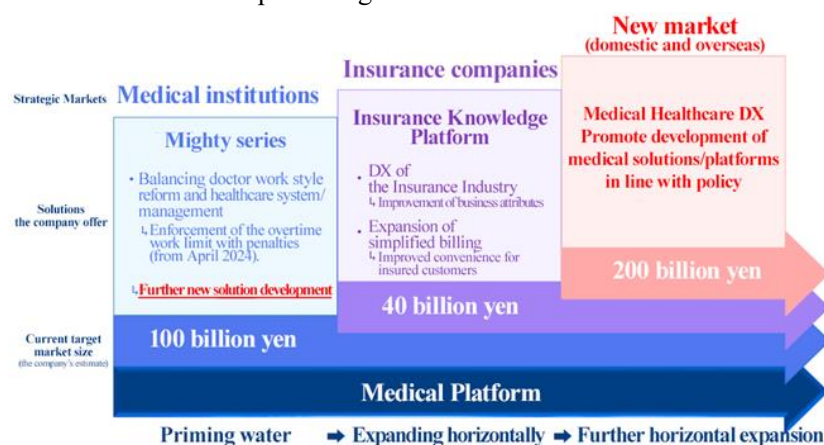 New market
(domestic and overseas)
Insurance companies
Strategic Markets
Medical institutions
Mighty series
• Balancing doctor work style
reform and healthcare system/
management
↳ Enforcement of the overtime
work limit with penalties
(from April 2024).
↳ Further new solution development
Insurance Knowledge
Platform
• DX of
the Insurance Industry
↳ Improvement of business attributes
• Expansion of
simplified billing
↳ Improved convenience for
insured customers
Medical Healthcare DX
Promote development of
medical solutions/platforms
in line with policy
Solutions
the company offer
200 billion yen
40 billion yen
100 billion yen
Current target
market size
(the company's estimate)
Medical Platform
Priming water ➡ Expanding horizontally ➡ Further horizontal expansion